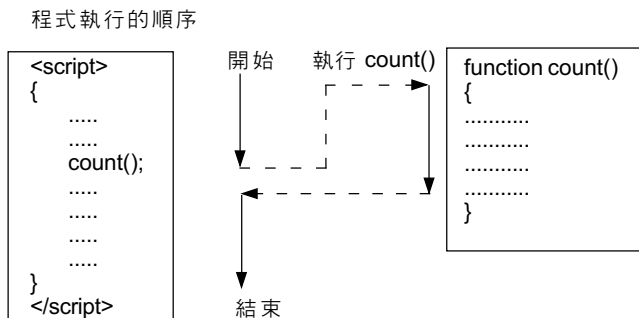 程式執行的順序
<script>
{
.....
.....
count();
.....
.....
.....
.....
}
</script>
開始
執行 count()
結束
function count()
{
...........
...........
...........
...........
}